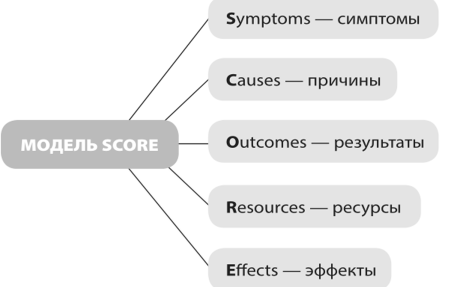 Symptoms — симптомы
Causes — причины
МОДЕЛЬ SCORE
Outcomes — результаты
Resources — ресурсы
Effects — эффекты